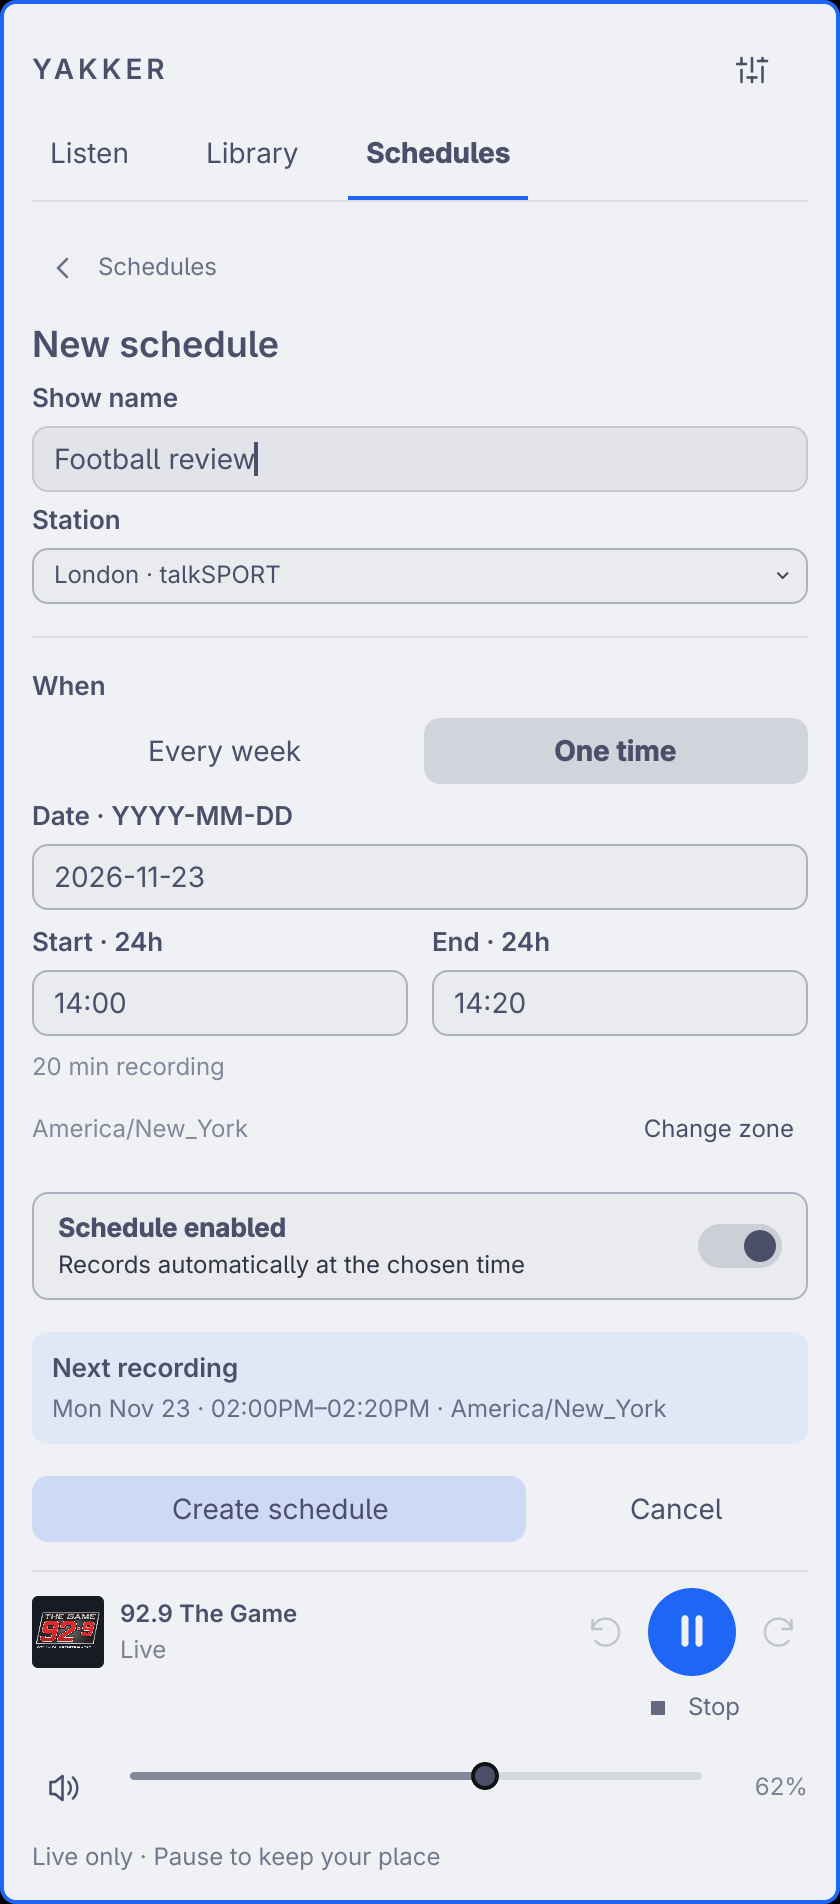 YAKKER
Listen Library Schedules
Schedules
New schedule
Show name
Football review
Station
London · talkSPORT
When
Every week One time
Date · YYYY-MM-DD
2026-11-23
Start · 24h End · 24h
14:00 14:20
20 min recording
America/New_York Change zone
Schedule enabled
Records automatically at the chosen time
Next recording
Mon Nov 23 · 02:00PM–02:20PM · America/New_York
Create schedule Cancel
THE GAME
92.9
92.9 The Game
Live
Stop
62%
Live only · Pause to keep your place